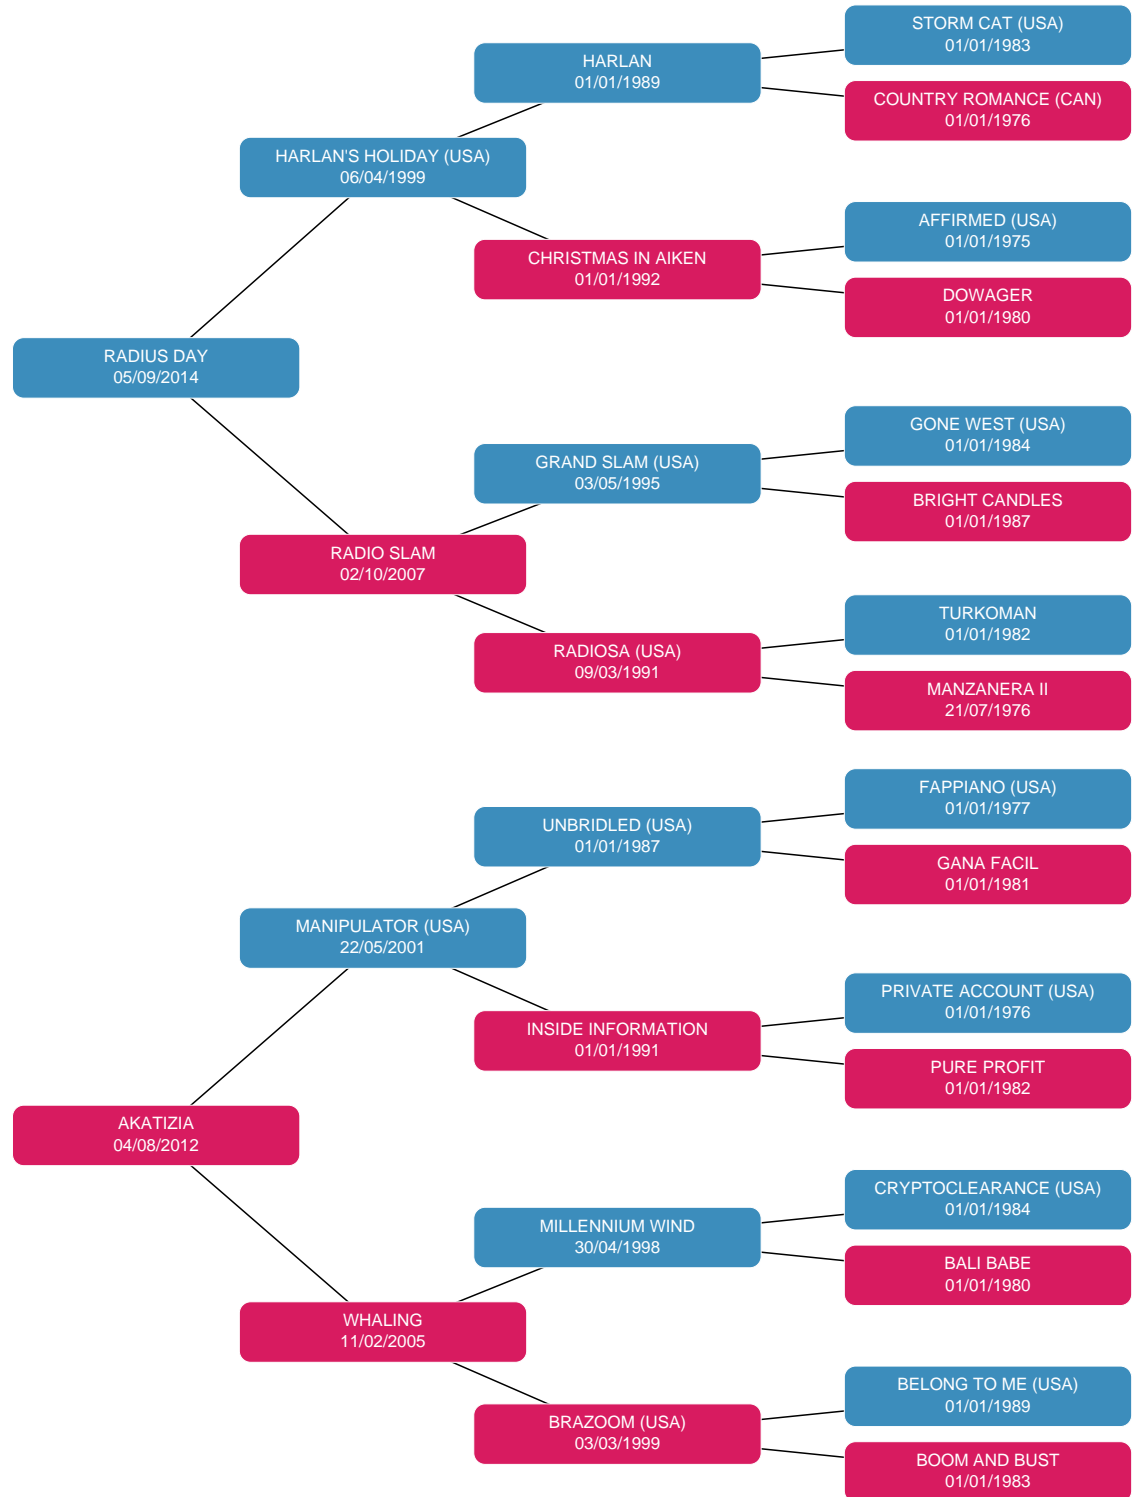 STORM CAT (USA)
01/01/1983
HARLAN
01/01/1989
COUNTRY ROMANCE (CAN)
01/01/1976
HARLAN'S HOLIDAY (USA)
06/04/1999
AFFIRMED (USA)
01/01/1975
CHRISTMAS IN AIKEN
01/01/1992
DOWAGER
01/01/1980
RADIUS DAY
05/09/2014
GONE WEST (USA)
01/01/1984
GRAND SLAM (USA)
03/05/1995
BRIGHT CANDLES
01/01/1987
RADIO SLAM
02/10/2007
TURKOMAN
01/01/1982
RADIOSA (USA)
09/03/1991
MANZANERA II
21/07/1976
FAPPIANO (USA)
01/01/1977
UNBRIDLED (USA)
01/01/1987
GANA FACIL
01/01/1981
MANIPULATOR (USA)
22/05/2001
PRIVATE ACCOUNT (USA)
01/01/1976
INSIDE INFORMATION
01/01/1991
PURE PROFIT
01/01/1982
AKATIZIA
04/08/2012
CRYPTOCLEARANCE (USA)
01/01/1984
MILLENNIUM WIND
30/04/1998
BALI BABE
01/01/1980
WHALING
11/02/2005
BELONG TO ME (USA)
01/01/1989
BRAZOOM (USA)
03/03/1999
BOOM AND BUST
01/01/1983